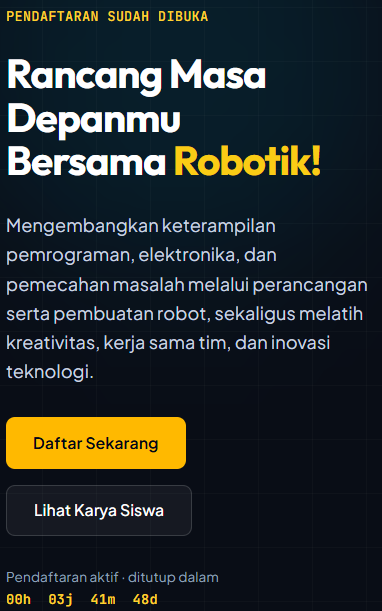 PENDAFTARAN SUDAH DIBUKA
Rancang Masa
Depanmu
Bersama Robotik!
Mengembangkan keterampilan
pemrograman, elektronika, dan
pemecahan masalah melalui perancangan
serta pembuatan robot, sekaligus melatih
kreativitas, kerja sama tim, dan inovasi
teknologi.
Daftar Sekarang
Lihat Karya Siswa
Pendaftaran aktif · ditutup dalam
00h 03j 41m 48d